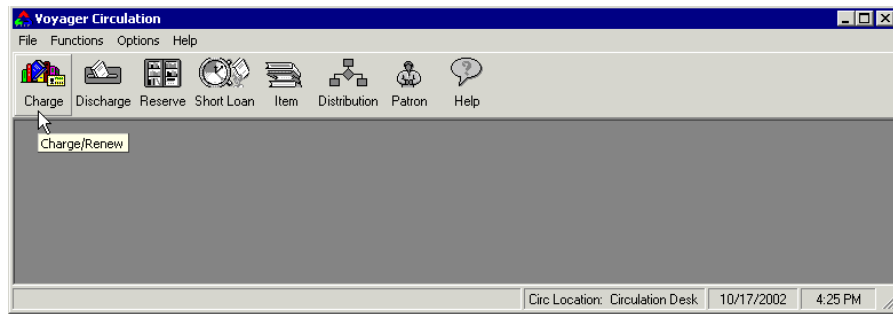 Voyager Circulation
File Functions Options Help
Charge Discharge Reserve Short Loan Item Distribution Patron Help
Charge/Renew
Circ Location: Circulation Desk 10/17/2002 4:25 PM